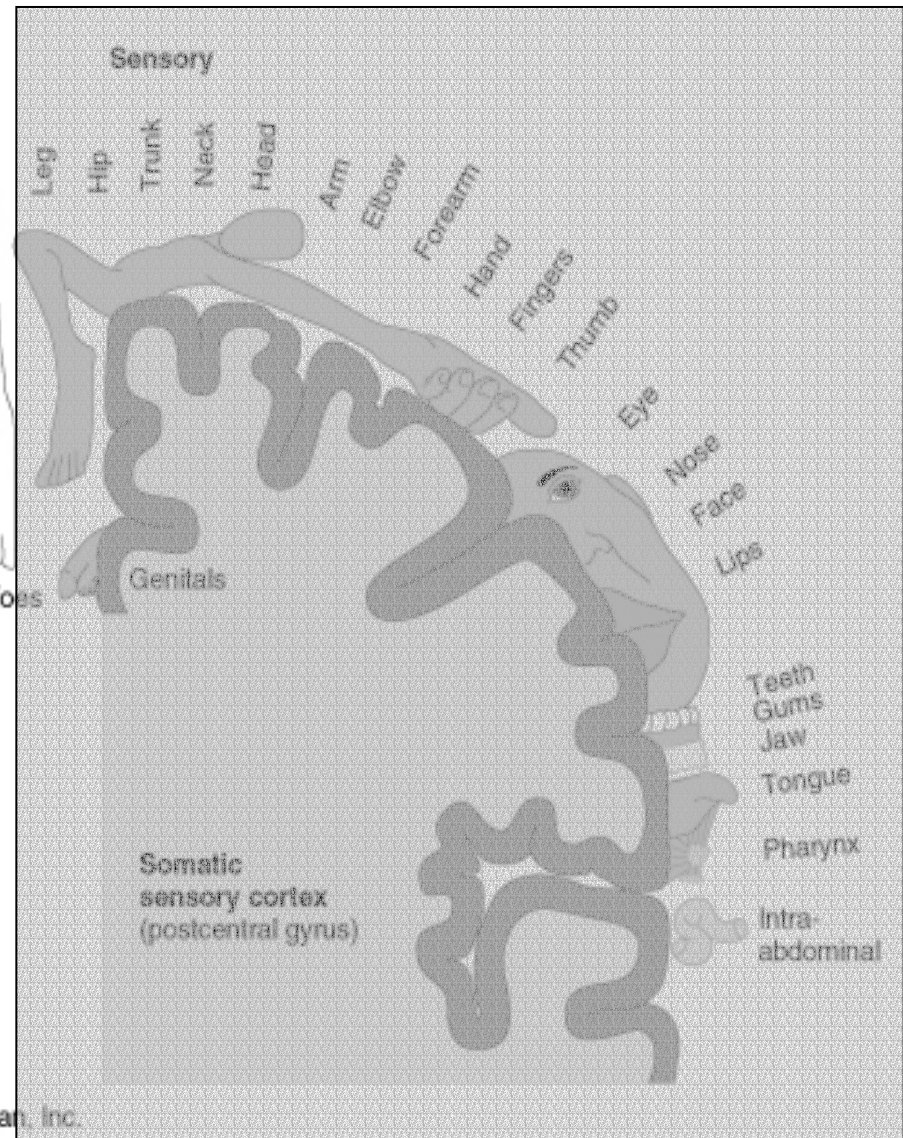 Sensory
Leg
Hip
Trunk
Neck
Head
Arm
Elbow
Forearm
Hand
Fingers
Thumb
Eye
Nose
Face
Lips
Teeth
Gums
Jaw
Tongue
Pharynx
Intra-
abdominal
Genitals
oes
Somatic
sensory cortex
(postcentral gyrus)
an, Inc.